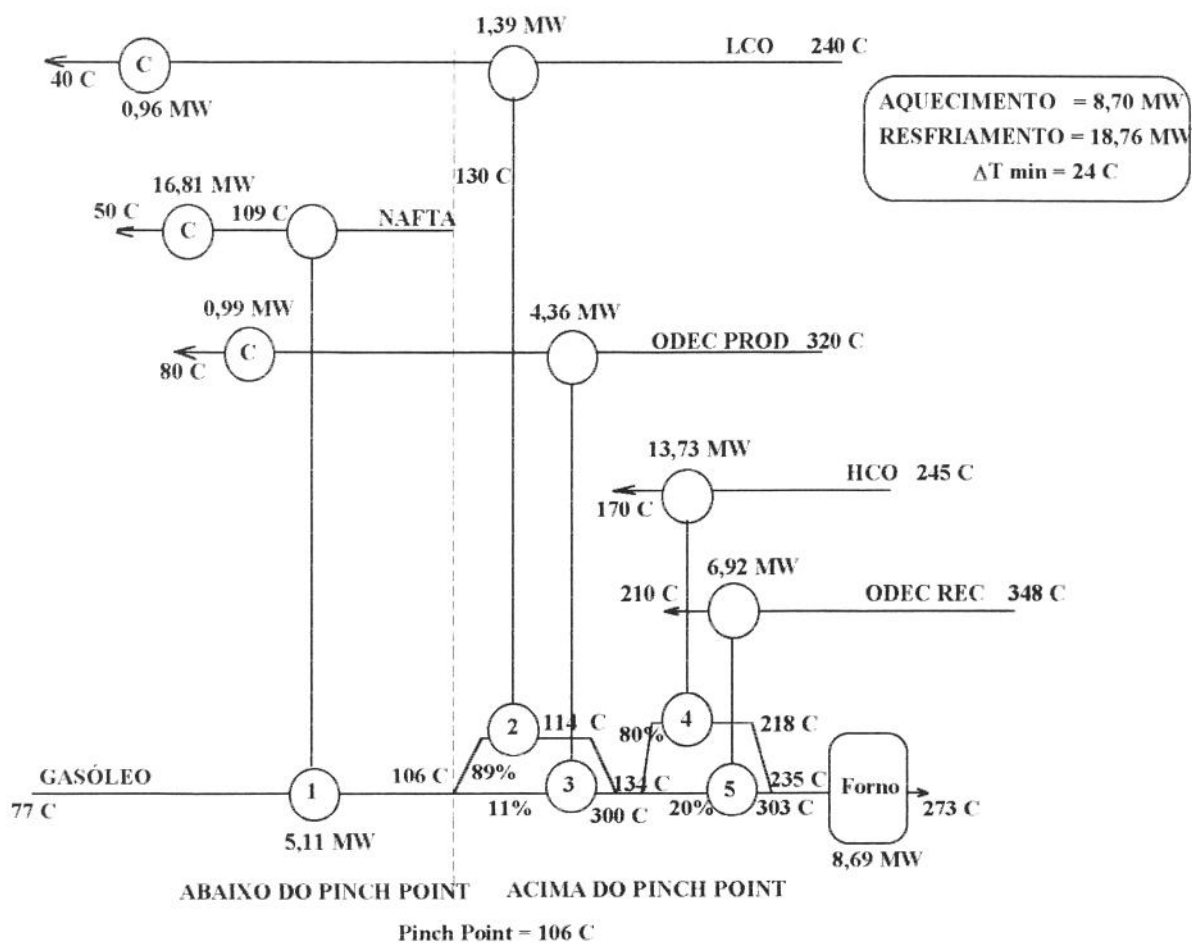 1,39 MW
LCO 240 C
C
40 C
0,96 MW
AQUECIMENTO = 8,70 MW
RESFRIAMENTO = 18,76 MW
ΔT min = 24 C
130 C
16,81 MW
50 C
109 C
C
NAFTA
0,99 MW
4,36 MW
ODEC PROD 320 C
C
80 C
13,73 MW
HCO 245 C
170 C
6,92 MW
210 C
ODEC REC 348 C
2
114 C
4
218 C
89%
80%
GASÓLEO
106 C
134 C
235 C
77 C
1
3
5
Forno
11%
300 C
20%
303 C
273 C
5,11 MW
8,69 MW
ABAIXO DO PINCH POINT
ACIMA DO PINCH POINT
Pinch Point = 106 C